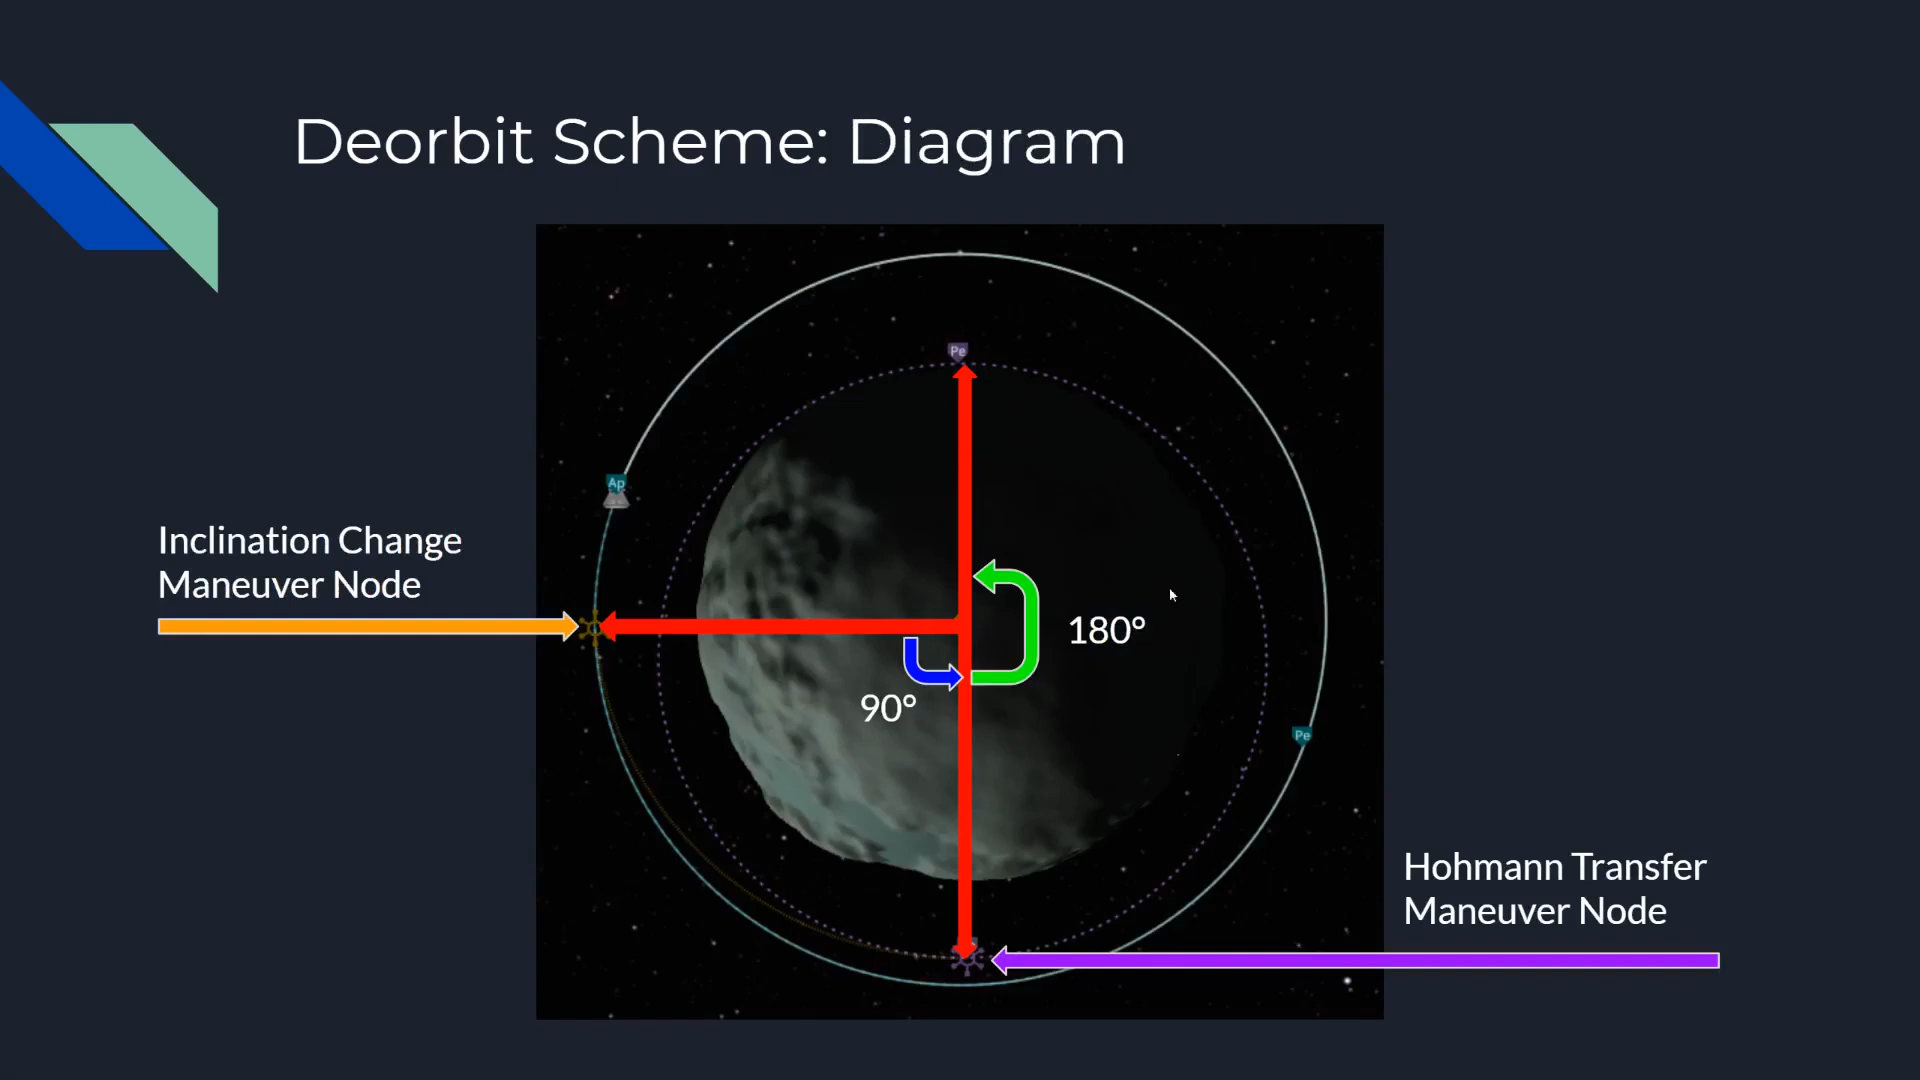 Deorbit Scheme: Diagram
Pe
Ap
Inclination Change
Maneuver Node
180°
90°
Pe
Hohmann Transfer
Maneuver Node